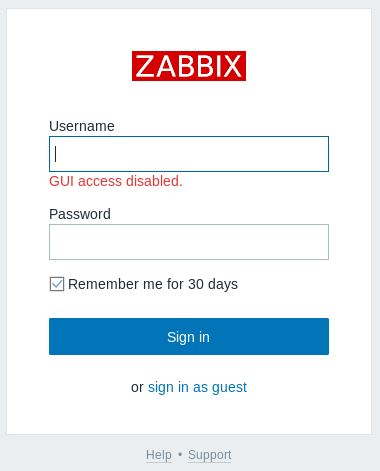 ZABBIX
Username
GUI access disabled.
Password
Remember me for 30 days
Sign in
or sign in as guest
Help • Support